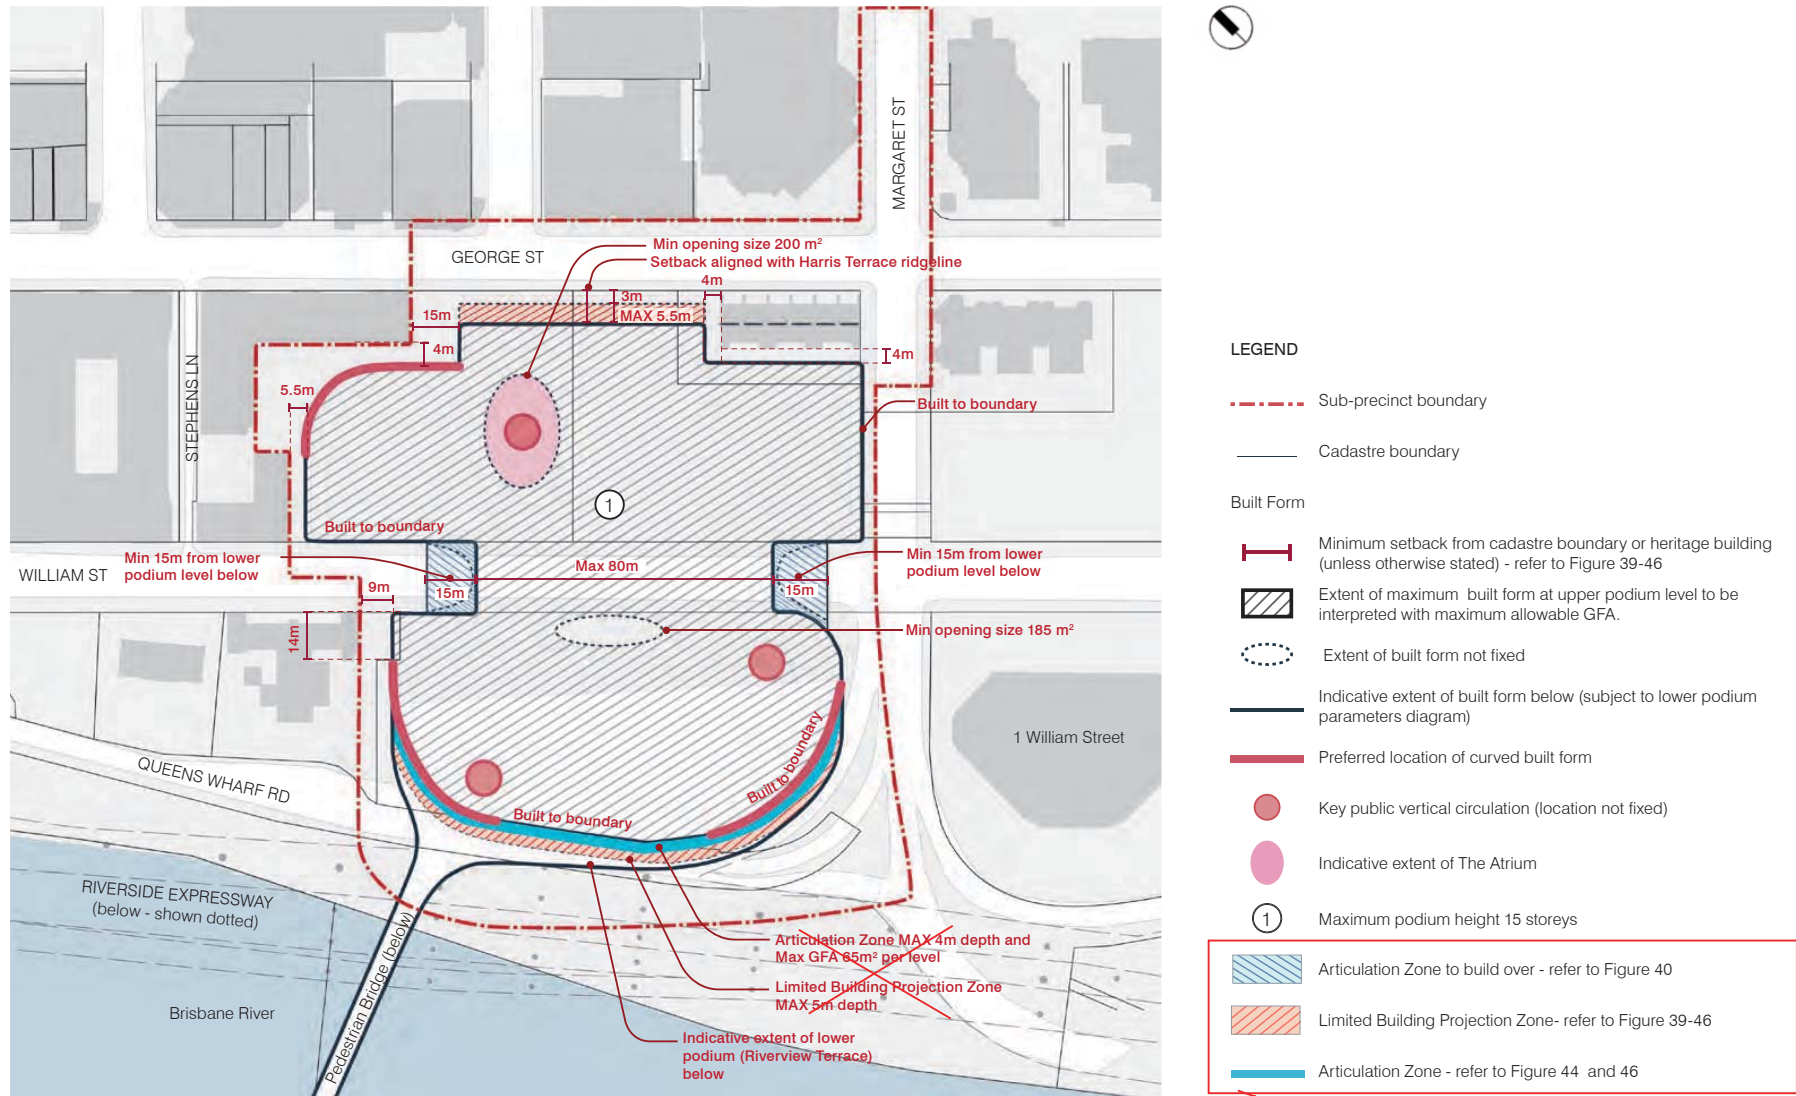 MARGARET ST
GEORGE ST
Min opening size 200 m²
Setback aligned with Harris Terrace ridgeline
4m
3m
MAX 5.5m
15m
4m
4m
5.5m
STEPHENS LN
Built to boundary
1
Built to boundary
Min 15m from lower
podium level below
WILLIAM ST
Max 80m
Min 15m from lower
podium level below
15m
15m
9m
14m
Min opening size 185 m²
1 William Street
Built to boundary
Built to boundary
QUEENS WHARF RD
RIVERSIDE EXPRESSWAY
(below - shown dotted)
Pedestrian Bridge (below)
Brisbane River
Articulation Zone MAX 4m depth and
Max GFA 65m² per level
Limited Building Projection Zone
MAX 5m depth
Indicative extent of lower
podium (Riverview Terrace)
below
LEGEND
Sub-precinct boundary
Cadastre boundary
Built Form
Minimum setback from cadastre boundary or heritage building
(unless otherwise stated) - refer to Figure 39-46
Extent of maximum built form at upper podium level to be
interpreted with maximum allowable GFA.
Extent of built form not fixed
Indicative extent of built form below (subject to lower podium
parameters diagram)
Preferred location of curved built form
Key public vertical circulation (location not fixed)
Indicative extent of The Atrium
1 Maximum podium height 15 storeys
Articulation Zone to build over - refer to Figure 40
Limited Building Projection Zone- refer to Figure 39-46
Articulation Zone - refer to Figure 44 and 46